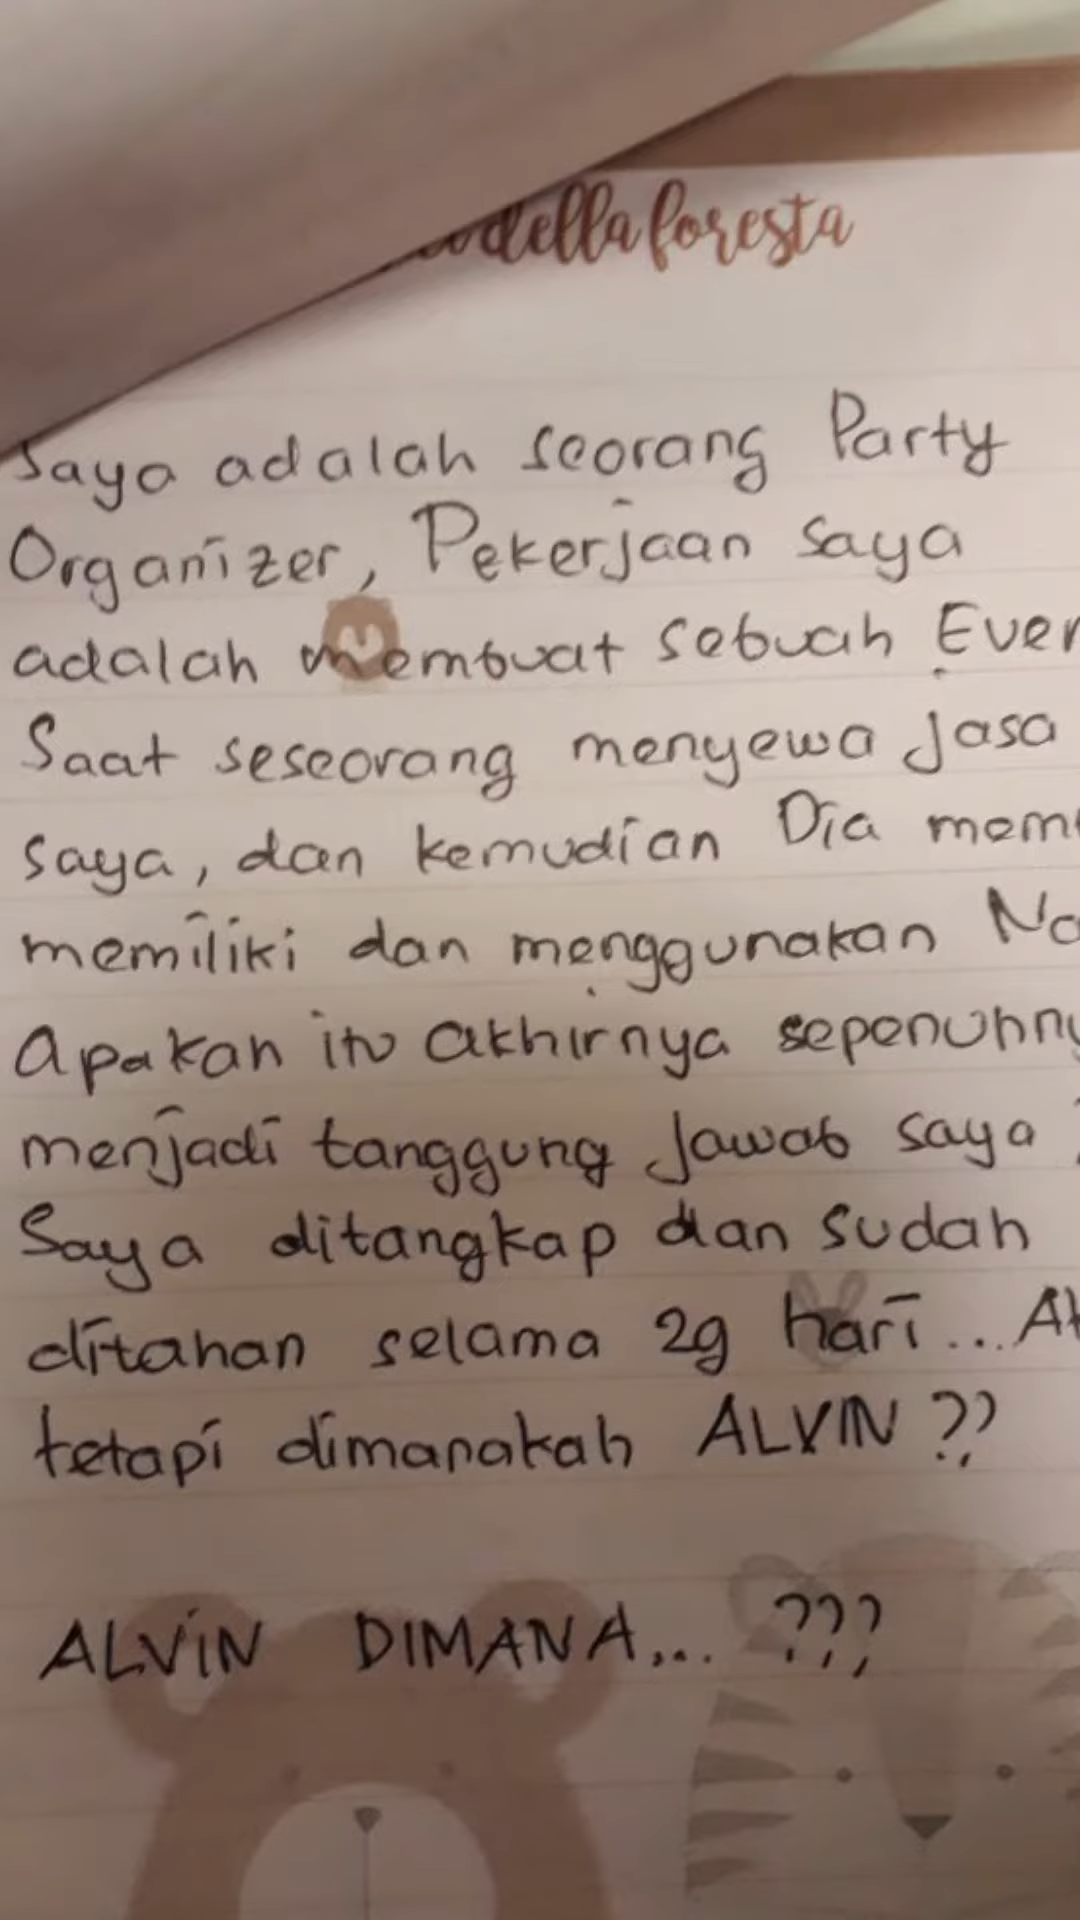 della foresta
Saya adalah seorang Party
Organizer, Pekerjaan saya
adalah membuat sebuah
Saat seseorang menyewa jasa
saya, dan kemudian Dia
memiliki dan menggunakan
Apakah itu akhirnya
menjadi tanggung jawab saya
Saya ditangkap dan sudah
ditahan selama 29 hari...
tetapi dimanakah ALVIN ??
ALVIN DIMANA... ???